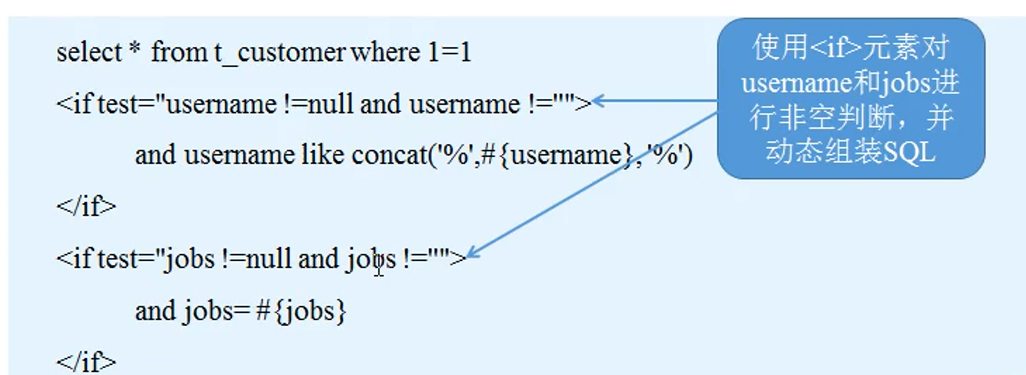 select * from t_customer where 1=1
<if test="username !=null and username !="">
and username like concat('%',#{username},'%')
</if>
<if test="jobs !=null and jobs !="">
and jobs= #{jobs}
</if>
使用<if>元素对
username和jobs进
行非空判断，并
动态组装SQL